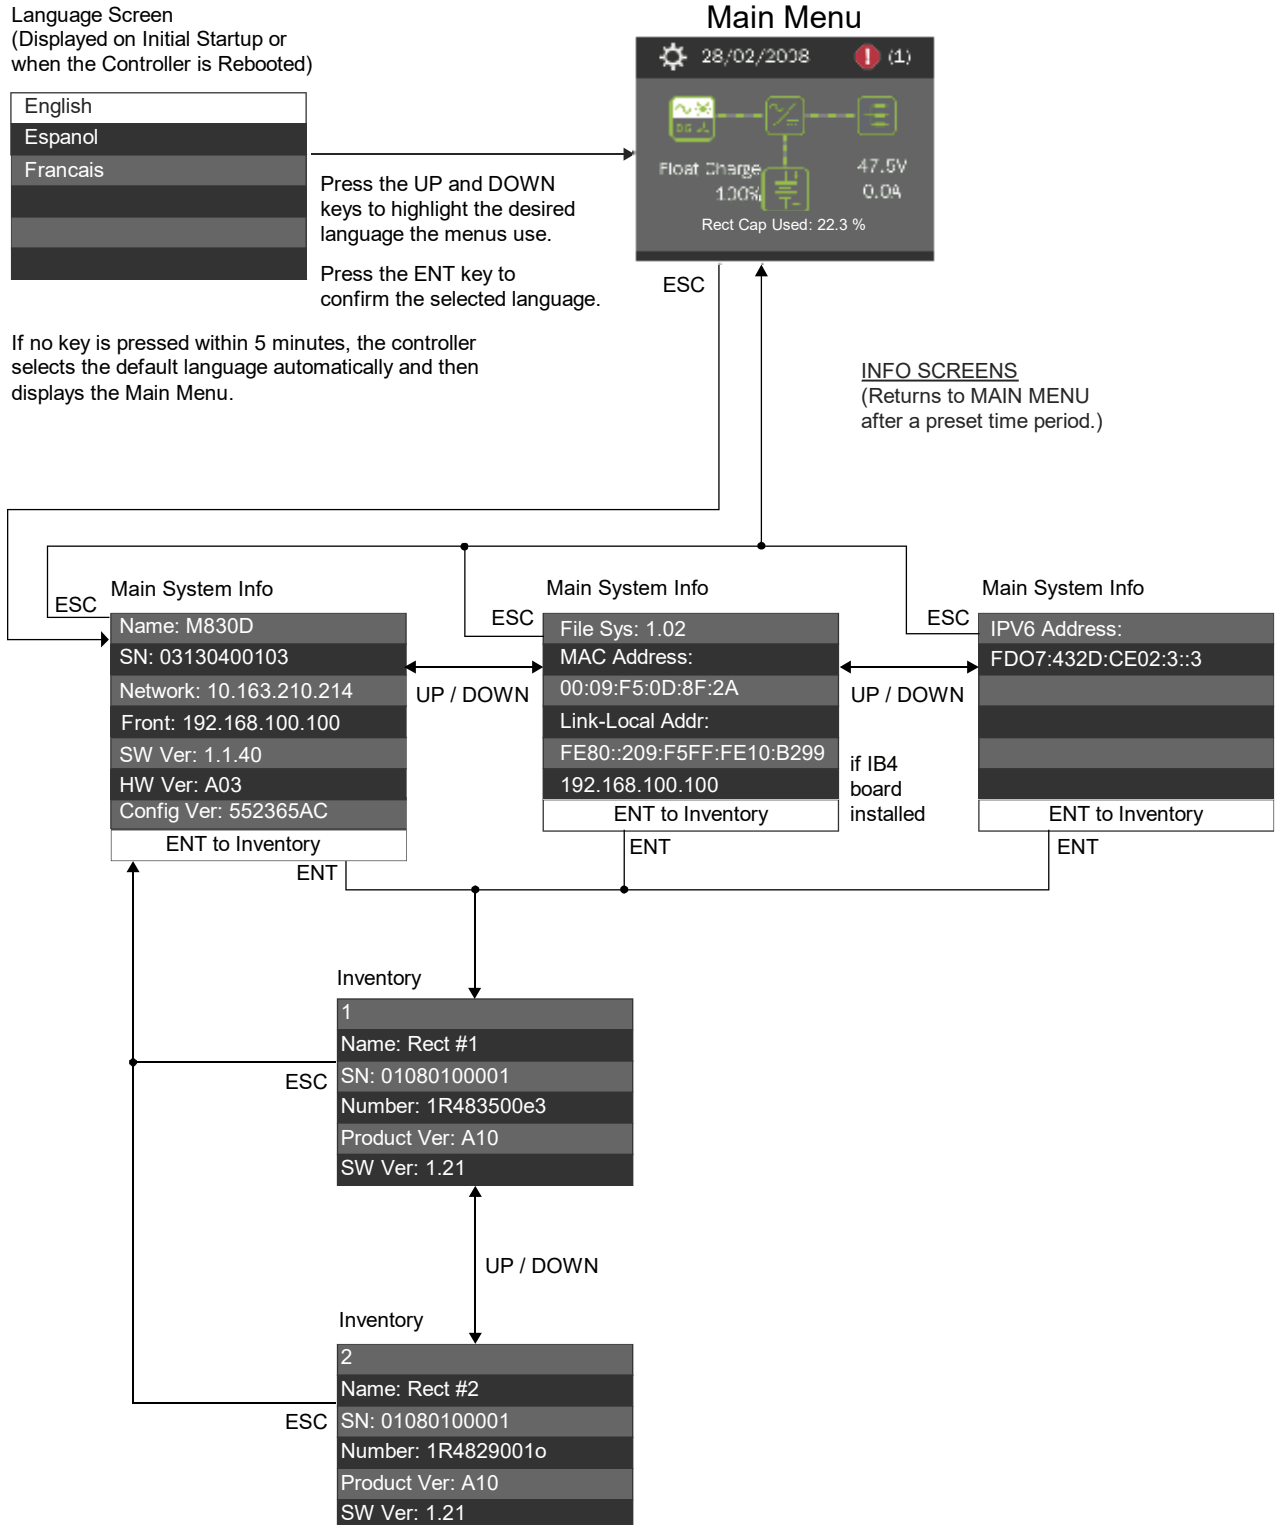 Language Screen
(Displayed on Initial Startup or
when the Controller is Rebooted)
English
Espanol
Francais
Press the UP and DOWN
keys to highlight the desired
language the menus use.
Press the ENT key to
confirm the selected language.
If no key is pressed within 5 minutes, the controller
selects the default language automatically and then
displays the Main Menu.
Main Menu
28/02/2008
(1)
DG
Float Charge
100%
47.5V
0.0A
Rect Cap Used: 22.3 %
ESC
INFO SCREENS
(Returns to MAIN MENU
after a preset time period.)
Main System Info
ESC
Name: M830D
SN: 03130400103
Network: 10.163.210.214
Front: 192.168.100.100
SW Ver: 1.1.40
HW Ver: A03
Config Ver: 552365AC
ENT to Inventory
ENT
UP / DOWN
Main System Info
ESC
File Sys: 1.02
MAC Address:
00:09:F5:0D:8F:2A
Link-Local Addr:
FE80::209:F5FF:FE10:B299
192.168.100.100
ENT to Inventory
ENT
UP / DOWN
if IB4
board
installed
Main System Info
ESC
IPV6 Address:
FDO7:432D:CE02:3::3
ENT to Inventory
ENT
Inventory
1
Name: Rect #1
SN: 01080100001
Number: 1R483500e3
Product Ver: A10
SW Ver: 1.21
ESC
UP / DOWN
Inventory
2
Name: Rect #2
SN: 01080100001
Number: 1R4829001o
Product Ver: A10
SW Ver: 1.21
ESC